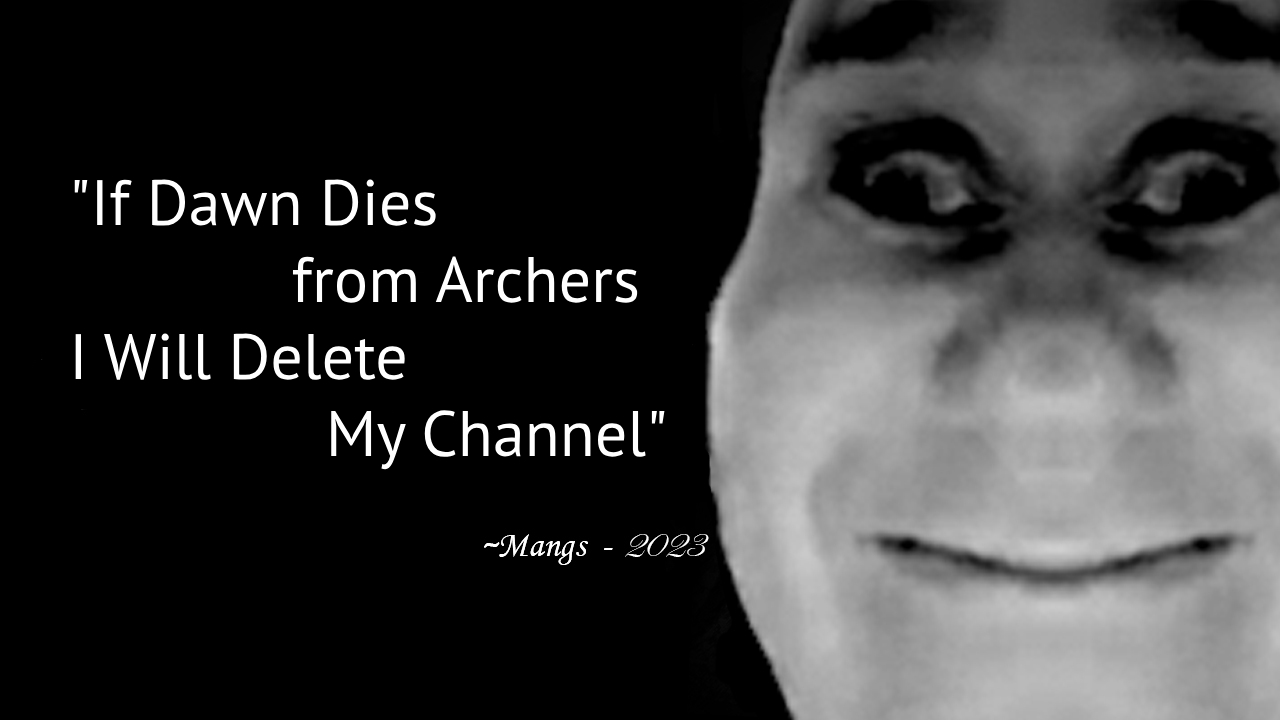 "If Dawn Dies
from Archers
I Will Delete
My Channel"
~Mangs - 2023